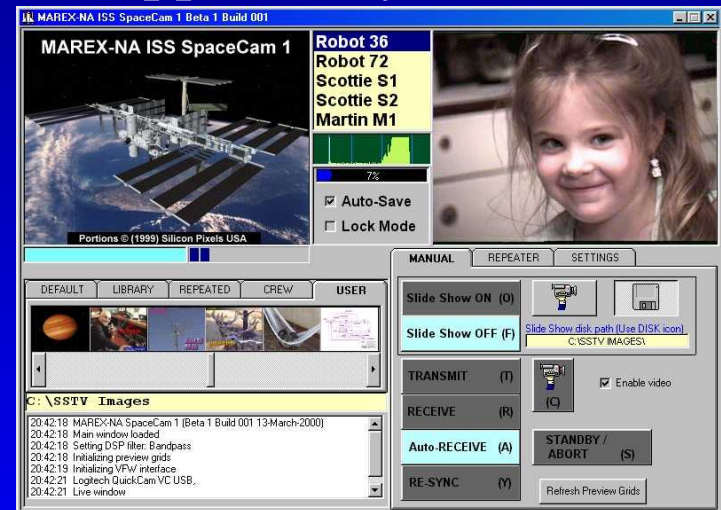 MAREX-NA ISS SpaceCam 1 Beta 1 Build 001
MAREX-NA ISS SpaceCam 1
Portions © (1999) Silicon Pixels USA
Robot 36
Robot 72
Scottie S1
Scottie S2
Martin M1
7%
Auto-Save
Lock Mode
DEFAULT LIBRARY REPEATED CREW USER
C:\SSTV Images
20:42:18 MAREX-NA SpaceCam 1 (Beta 1 Build 001 13-March-2000)
20:42:18 Main window loaded
20:42:18 Setting DSP filter: Bandpass
20:42:18 Initializing preview grids
20:42:19 Initializing VFW interface
20:42:21 Logitech QuickCam VC USB,
20:42:21 Live window
MANUAL REPEATER SETTINGS
Slide Show ON (O)
Slide Show OFF (F)
Slide Show disk path (Use DISK icon)
C:\SSTV IMAGES\
TRANSMIT (T)
RECEIVE (R)
Auto-RECEIVE (A)
RE-SYNC (Y)
(C)
Enable video
STANDBY /
ABORT (S)
Refresh Preview Grids